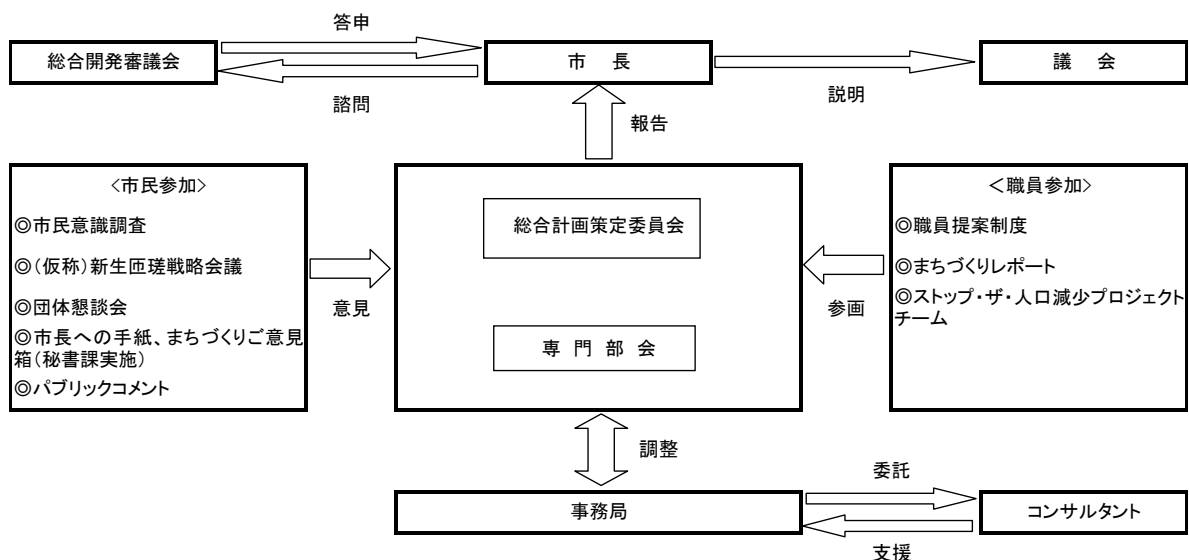 答申
総合開発審議会
市　長
議　会
諮問
説明
報告
<市民参加>
◎市民意識調査
◎(仮称)新生匝瑳戦略会議
◎団体懇談会
◎市長への手紙、まちづくりご意見
箱(秘書課実施)
◎パブリックコメント
意見
総合計画策定委員会
専 門 部 会
参画
<職員参加>
◎職員提案制度
◎まちづくりレポート
◎ストップ・ザ・人口減少プロジェクト
チーム
調整
事務局
委託
コンサルタント
支援